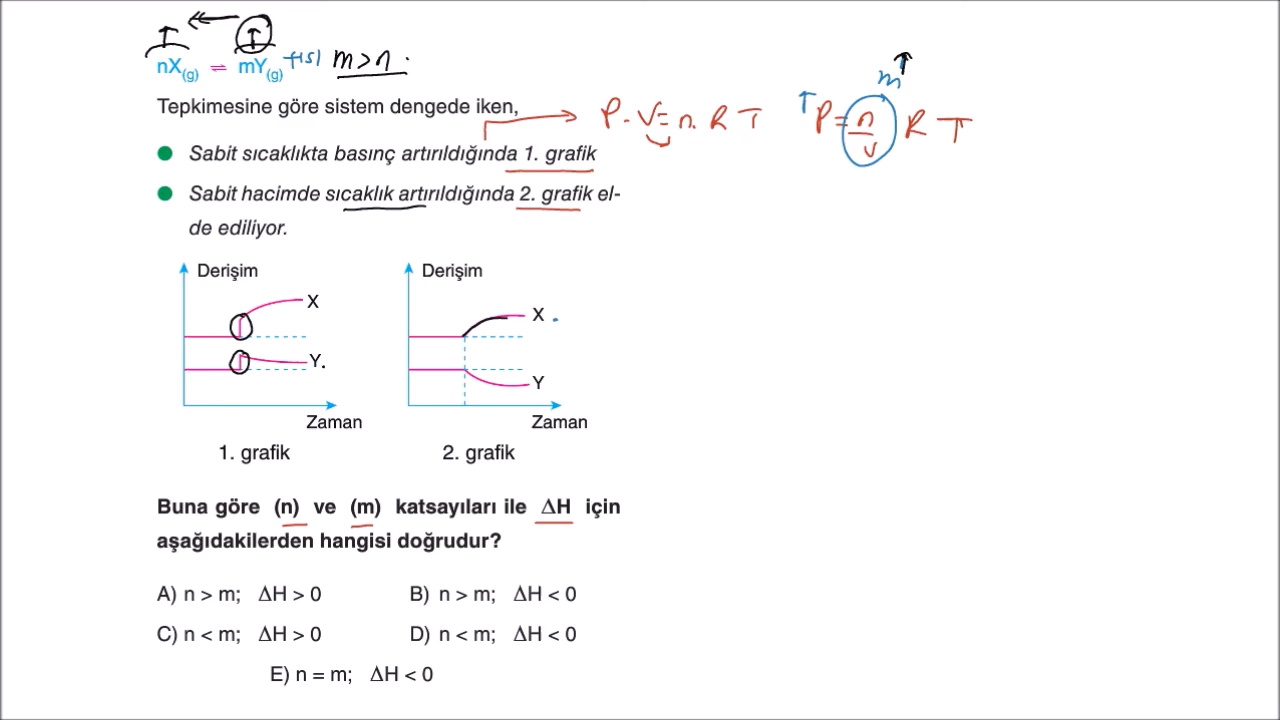 nX(g) ⇌ mY(g) +ısı m>n.
Tepkimesine göre sistem dengede iken,
P.V=n.RT
m
P=n/v RT
● Sabit sıcaklıkta basınç artırıldığında 1. grafik
● Sabit hacimde sıcaklık artırıldığında 2. grafik el-
de ediliyor.
Derişim
X
Y
Zaman
1. grafik
Derişim
X
Y
Zaman
2. grafik
Buna göre (n) ve (m) katsayıları ile ΔH için
aşağıdakilerden hangisi doğrudur?
A) n > m; ΔH > 0
B) n > m; ΔH < 0
C) n < m; ΔH > 0
D) n < m; ΔH < 0
E) n = m; ΔH < 0